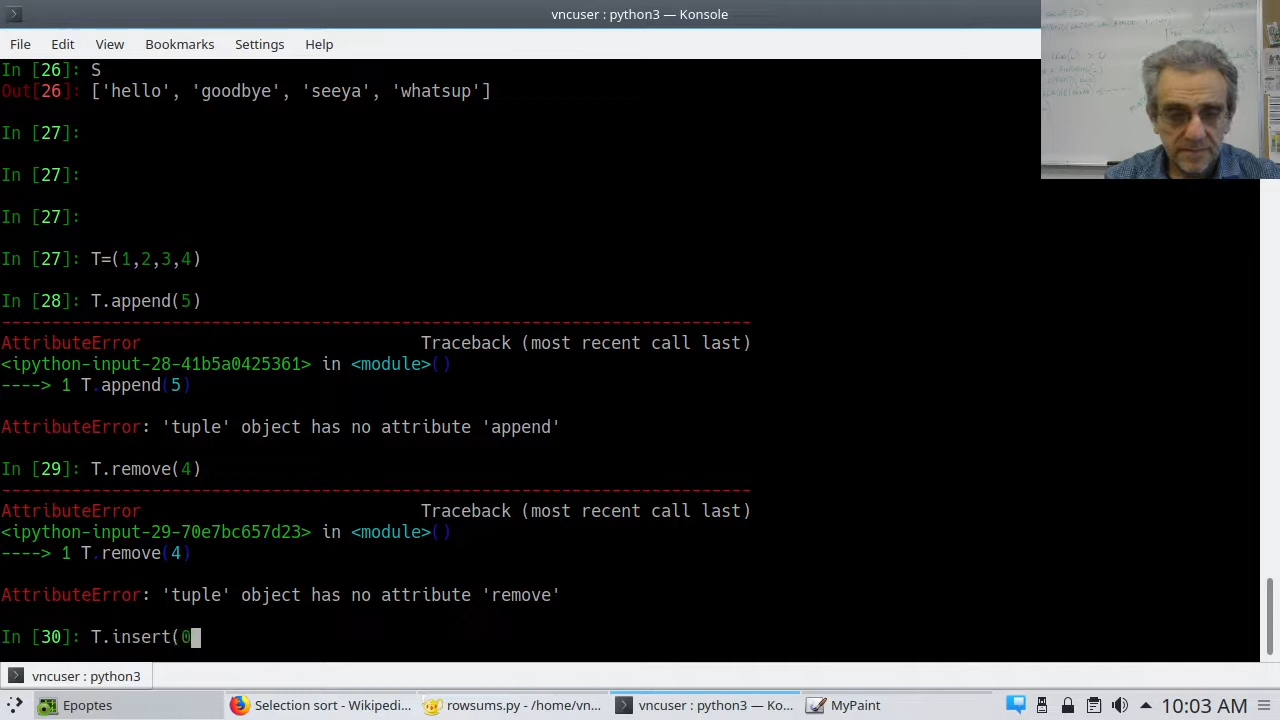 vncuser : python3 — Konsole
File Edit View Bookmarks Settings Help
In [26]: S
Out[26]: ['hello', 'goodbye', 'seeya', 'whatsup']
In [27]:
In [27]:
In [27]:
In [27]: T=(1,2,3,4)
In [28]: T.append(5)
---------------------------------------------------------------------------
AttributeError Traceback (most recent call last)
<ipython-input-28-41b5a0425361> in <module>()
----> 1 T.append(5)
AttributeError: 'tuple' object has no attribute 'append'
In [29]: T.remove(4)
---------------------------------------------------------------------------
AttributeError Traceback (most recent call last)
<ipython-input-29-70e7bc657d23> in <module>()
----> 1 T.remove(4)
AttributeError: 'tuple' object has no attribute 'remove'
In [30]: T.insert(0
vncuser : python3
Epoptes Selection sort - Wikipedi... rowsums.py - /home/vn... vncuser : python3 — Ko... MyPaint 10:03 AM